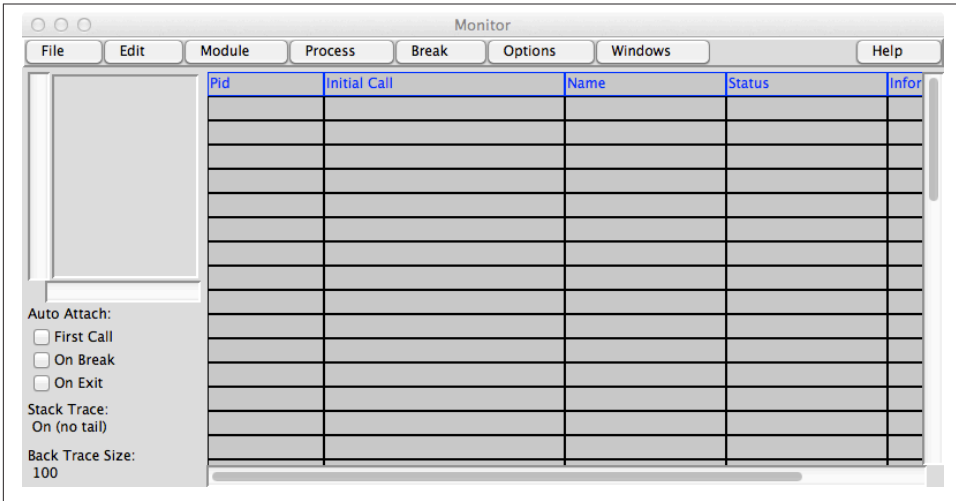 Monitor
File Edit Module Process Break Options Windows Help
Pid Initial Call Name Status Infor
Auto Attach:
First Call
On Break
On Exit
Stack Trace:
On (no tail)
Back Trace Size:
100